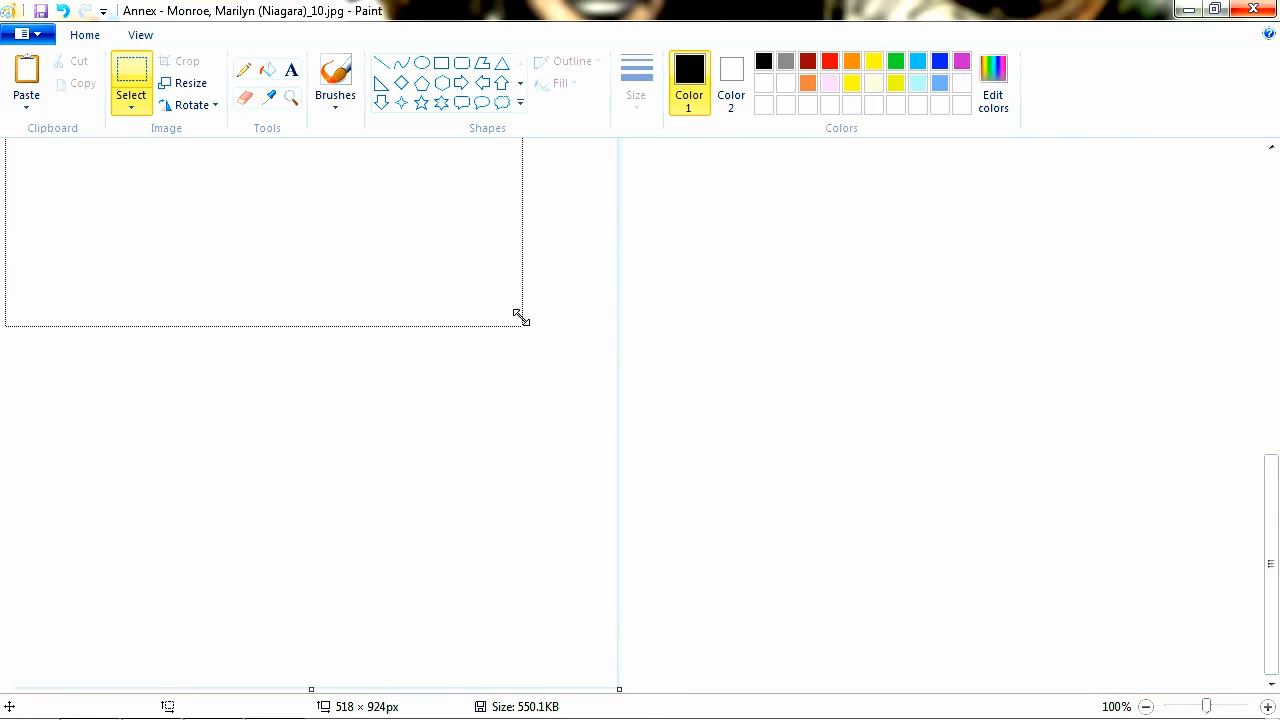 Annex - Monroe, Marilyn (Niagara)_10.jpg - Paint
Home View
Paste
Cut
Copy
Clipboard
Select
Crop
Resize
Rotate
Image
A
Tools
Brushes
Shapes
Outline
Fill
Size
Color 1
Color 2
Edit colors
Colors
518 × 924px
Size: 550.1KB
100%